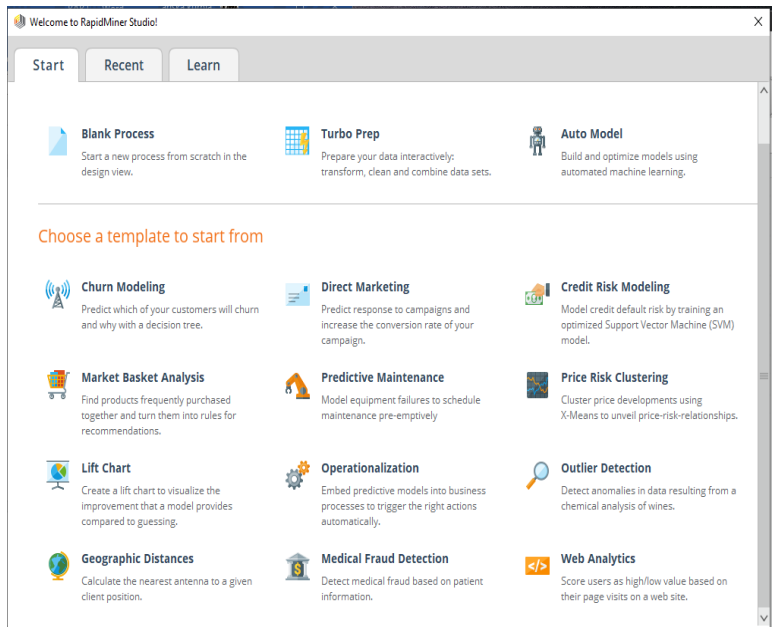 Welcome to RapidMiner Studio!
Start
Recent
Learn
Blank Process
Start a new process from scratch in the
design view.
Turbo Prep
Prepare your data interactively:
transform, clean and combine data sets.
Auto Model
Build and optimize models using
automated machine learning.
Choose a template to start from
Churn Modeling
Predict which of your customers will churn
and why with a decision tree.
Direct Marketing
Predict response to campaigns and
increase the conversion rate of your
campaign.
Credit Risk Modeling
Model credit default risk by training an
optimized Support Vector Machine (SVM)
model.
Market Basket Analysis
Find products frequently purchased
together and turn them into rules for
recommendations.
Predictive Maintenance
Model equipment failures to schedule
maintenance pre-emptively
Price Risk Clustering
Cluster price developments using
X-Means to unveil price-risk-relationships.
Lift Chart
Create a lift chart to visualize the
improvement that a model provides
compared to guessing.
Operationalization
Embed predictive models into business
processes to trigger the right actions
automatically.
Outlier Detection
Detect anomalies in data resulting from a
chemical analysis of wines.
Geographic Distances
Calculate the nearest antenna to a given
client position.
Medical Fraud Detection
Detect medical fraud based on patient
information.
Web Analytics
Score users as high/low value based on
their page visits on a web site.